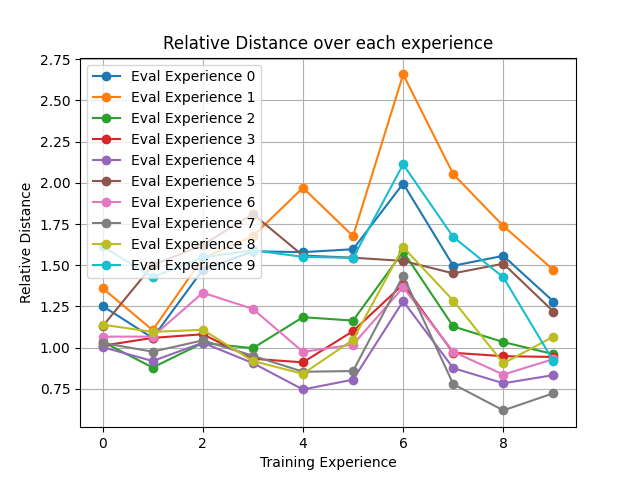 Relative Distance over each experience
2.75
2.50
2.25
2.00
1.75
1.50
1.25
1.00
0.75
Relative Distance
Eval Experience 0
Eval Experience 1
Eval Experience 2
Eval Experience 3
Eval Experience 4
Eval Experience 5
Eval Experience 6
Eval Experience 7
Eval Experience 8
Eval Experience 9
0 2 4 6 8
Training Experience